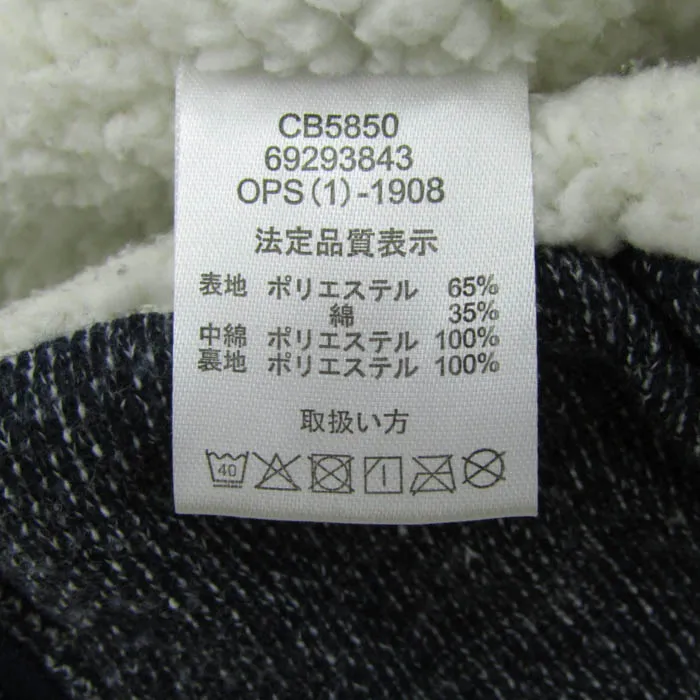 CB5850
69293843
OPS(1)-1908
法定品質表示
表地 ポリエステル 65%
綿 35%
中綿 ポリエステル 100%
裏地 ポリエステル 100%
取扱い方
40